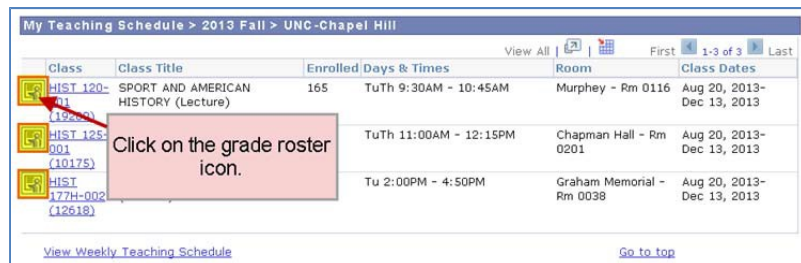 My Teaching Schedule > 2013 Fall > UNC-Chapel Hill
View All | | First 1-3 of 3 Last
Class Class Title Enrolled Days & Times Room Class Dates
HIST 120- SPORT AND AMERICAN 165 TuTh 9:30AM - 10:45AM Murphey - Rm 0116 Aug 20, 2013-
HISTORY (Lecture) Dec 13, 2013
HIST 125- TuTh 11:00AM - 12:15PM Chapman Hall - Rm Aug 20, 2013-
001 0201 Dec 13, 2013
(10175)
Click on the grade roster
icon.
HIST Tu 2:00PM - 4:50PM Graham Memorial - Aug 20, 2013-
177H-002 Rm 0038 Dec 13, 2013
(12618)
View Weekly Teaching Schedule Go to top